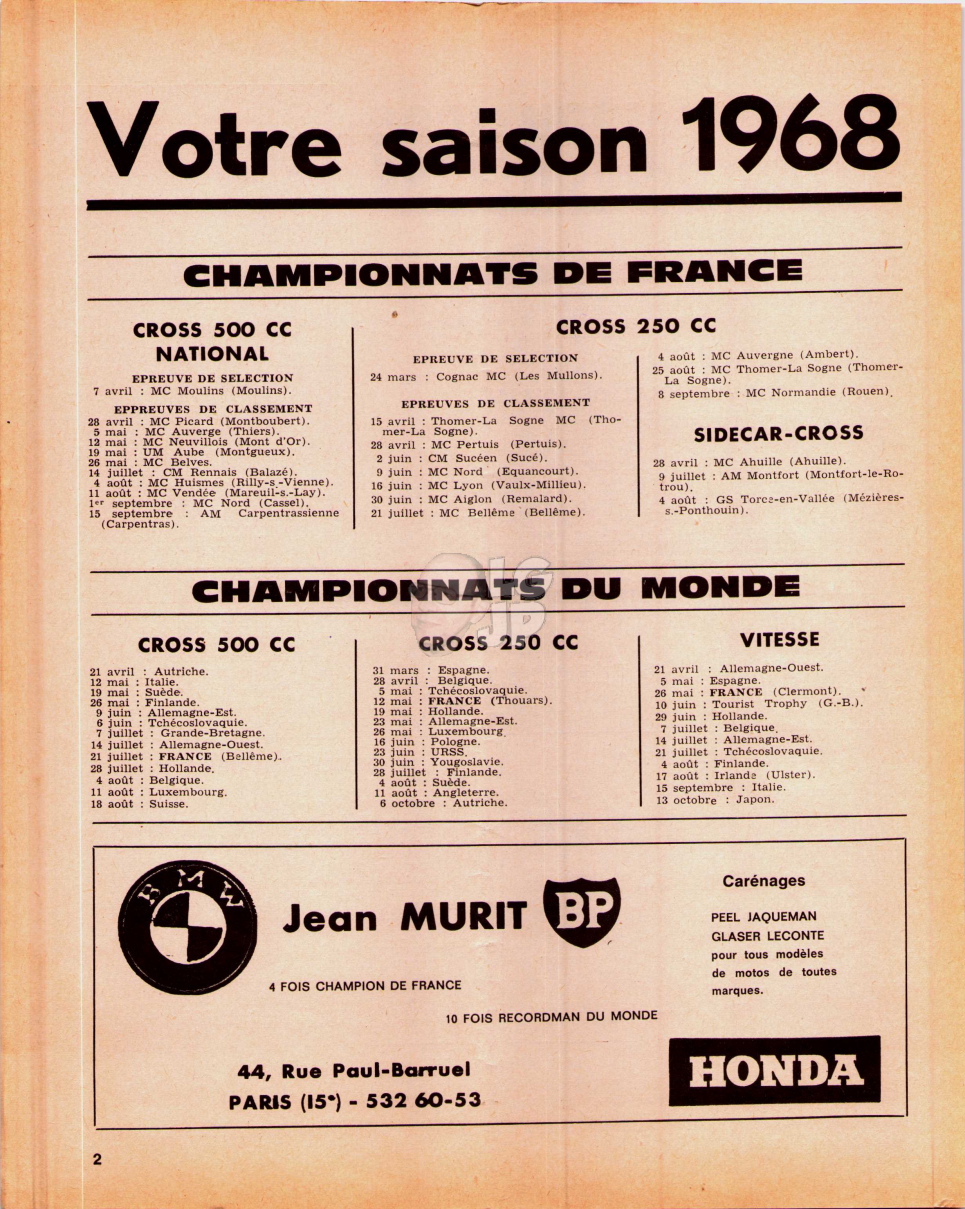 Votre saison 1968
CHAMPIONNATS DE FRANCE
CROSS 500 CC
NATIONAL
EPREUVE DE SELECTION
7 avril : MC Moulins (Moulins).
EPPREUVES DE CLASSEMENT
28 avril : MC Picard (Montboubert).
5 mai : MC Auverge (Thiers).
12 mai : MC Neuvillois (Mont d'Or).
19 mai : UM Aube (Montgueux).
26 mai : MC Belves.
14 juillet : CM Rennais (Balazé).
4 août : MC Huismes (Rilly-s.-Vienne).
11 août : MC Vendée (Mareuil-s.-Lay).
1er septembre : MC Nord (Cassel).
15 septembre : AM Carpentrassienne
(Carpentras).
CROSS 250 CC
EPREUVE DE SELECTION
24 mars : Cognac MC (Les Mullons).
EPREUVES DE CLASSEMENT
15 avril : Thomer-La Sogne MC (Tho-
mer-La Sogne).
28 avril : MC Pertuis (Pertuis).
2 juin : CM Sucéen (Sucé).
9 juin : MC Nord (Equancourt).
16 juin : MC Lyon (Vaulx-Millieu).
30 juin : MC Aiglon (Remalard).
21 juillet : MC Bellême (Bellême).
4 août : MC Auvergne (Ambert).
25 août : MC Thomer-La Sogne (Thomer-
La Sogne).
8 septembre : MC Normandie (Rouen).
SIDECAR-CROSS
28 avril : MC Ahuille (Ahuille).
9 juillet : AM Montfort (Montfort-le-Ro-
trou).
4 août : GS Torce-en-Vallée (Mézières-
s.-Ponthouin).
CHAMPIONNATS DU MONDE
CROSS 500 CC
21 avril : Autriche.
12 mai : Italie.
19 mai : Suède.
26 mai : Finlande.
9 juin : Allemagne-Est.
6 juin : Tchécoslovaquie.
7 juillet : Grande-Bretagne.
14 juillet : Allemagne-Ouest.
21 juillet : FRANCE (Bellême).
28 juillet : Hollande.
4 août : Belgique.
11 août : Luxembourg.
18 août : Suisse.
CROSS 250 CC
31 mars : Espagne.
28 avril : Belgique.
5 mai : Tchécoslovaquie.
12 mai : FRANCE (Thouars).
19 mai : Hollande.
23 mai : Allemagne-Est.
26 mai : Luxembourg.
16 juin : Pologne.
23 juin : URSS.
30 juin : Yougoslavie.
28 juillet : Finlande.
4 août : Suède.
11 août : Angleterre.
6 octobre : Autriche.
VITESSE
21 avril : Allemagne-Ouest.
5 mai : Espagne.
26 mai : FRANCE (Clermont).
10 juin : Tourist Trophy (G.-B.).
29 juin : Hollande.
7 juillet : Belgique.
14 juillet : Allemagne-Est.
21 juillet : Tchécoslovaquie.
4 août : Finlande.
17 août : Irlande (Ulster).
15 septembre : Italie.
13 octobre : Japon.
BMW
Jean MURIT
BP
4 FOIS CHAMPION DE FRANCE
10 FOIS RECORDMAN DU MONDE
44, Rue Paul-Barruel
PARIS (15°) - 532 60-53
Carénages
PEEL JAQUEMAN
GLASER LECONTE
pour tous modèles
de motos de toutes
marques.
HONDA
2